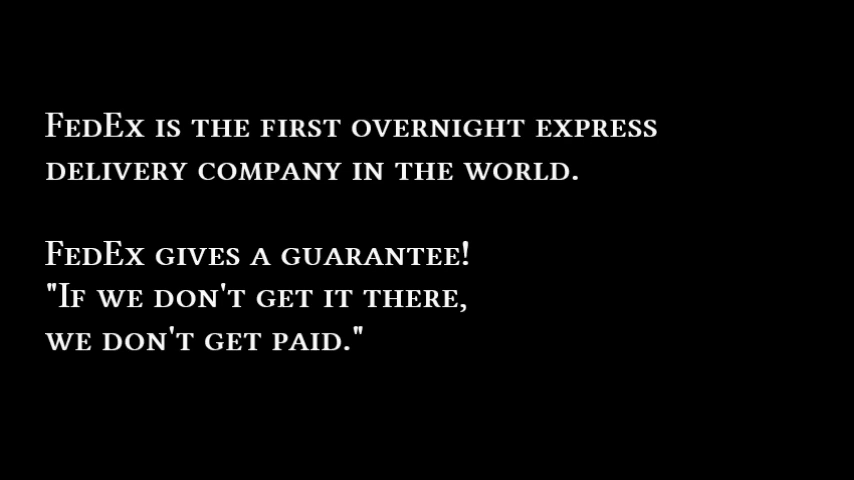 FedEx is the first overnight express
delivery company in the world.
FedEx gives a guarantee!
"If we don't get it there,
we don't get paid."